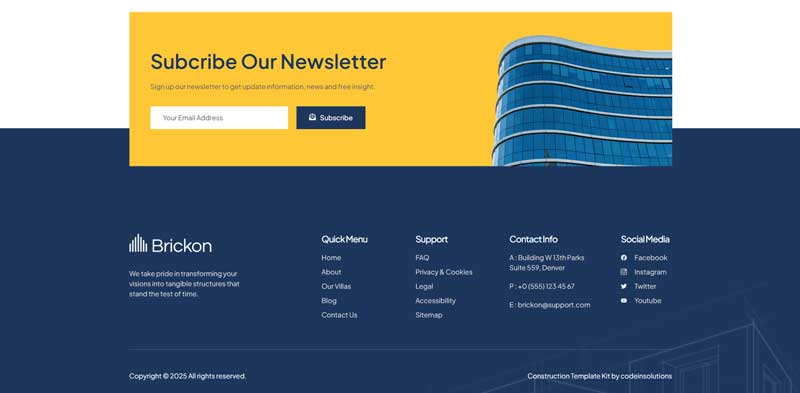 Subcribe Our Newsletter
Sign up our newsletter to get update information, news and free insight.
Your Email Address
Subscribe
Brickon
We take pride in transforming your
visions into tangible structures that
stand the test of time.
Quick Menu
Home
About
Our Villas
Blog
Contact Us
Support
FAQ
Privacy & Cookies
Legal
Accessibility
Sitemap
Contact Info
A : Building W 13th Parks
Suite 559, Denver
P : +0 (555) 123 45 67
E : brickon@support.com
Social Media
Facebook
Instagram
Twitter
Youtube
Copyright © 2025 All rights reserved.
Construction Template Kit by codeinsolutions